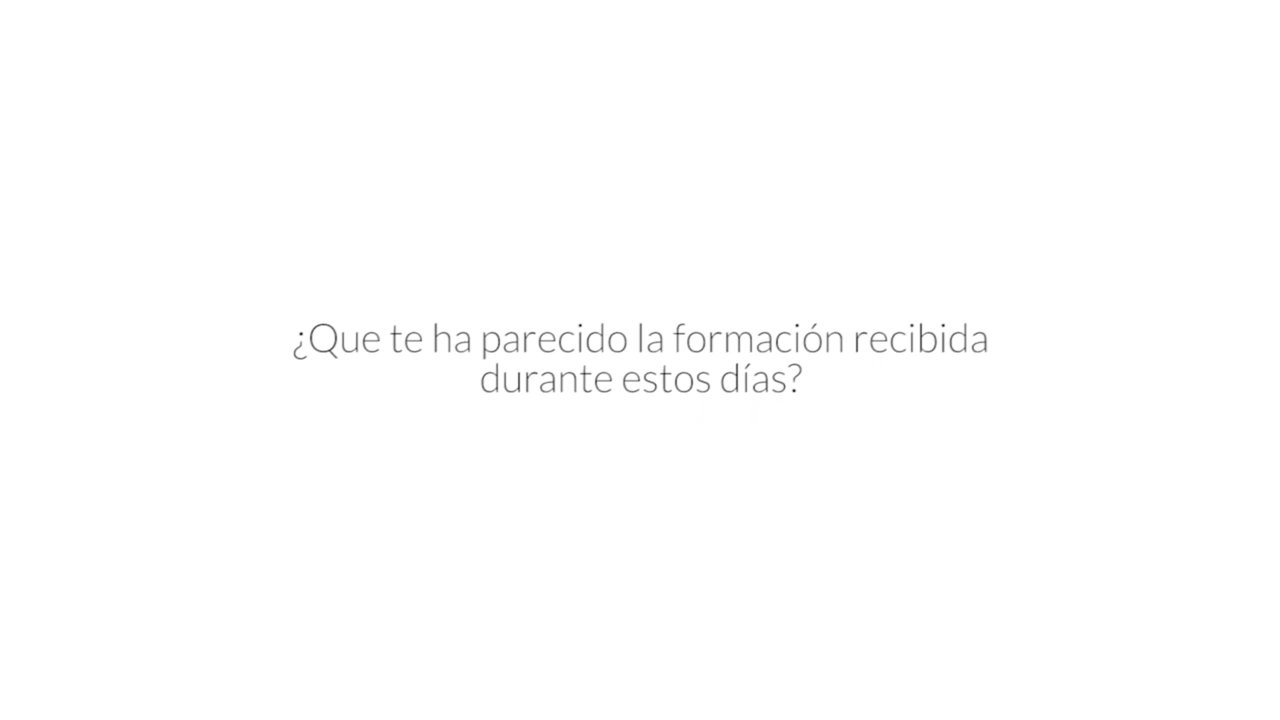 ¿Que te ha parecido la formación recibida
durante estos días?